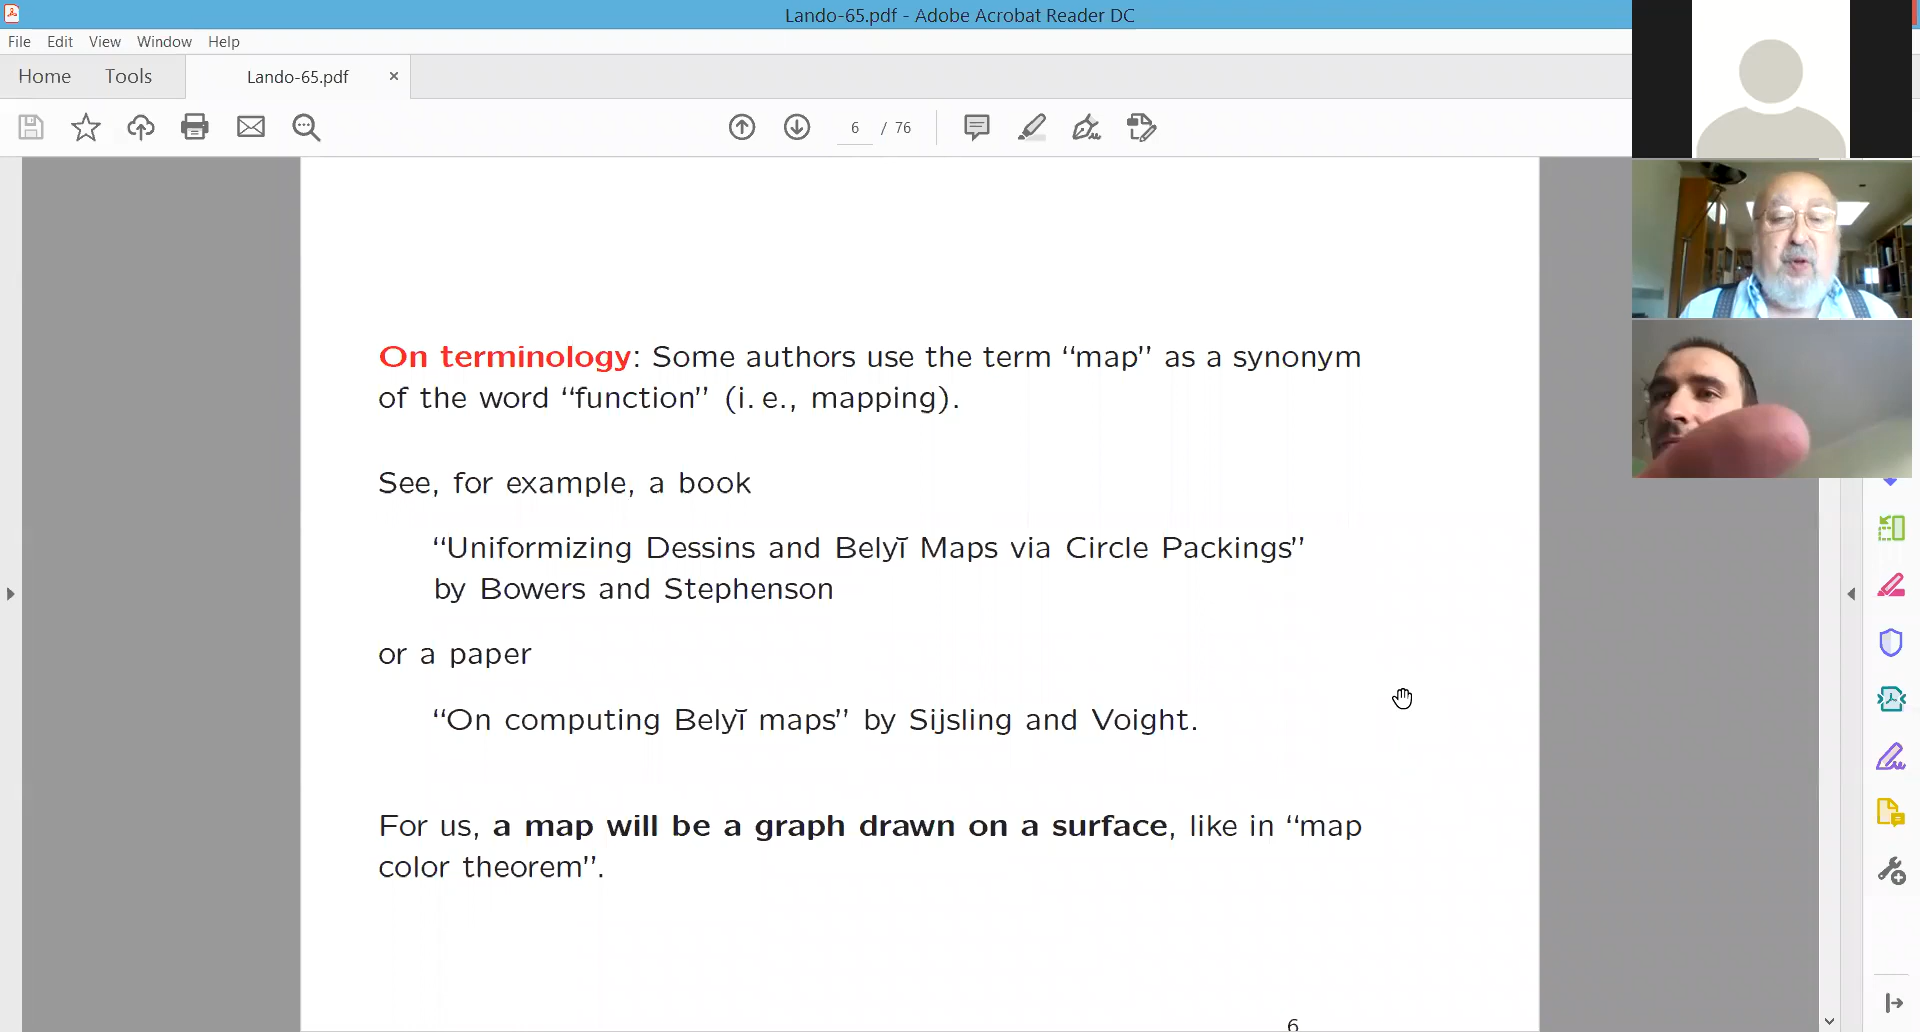 Lando-65.pdf - Adobe Acrobat Reader DC
File Edit View Window Help
Home Tools Lando-65.pdf ×
6 / 76
On terminology: Some authors use the term “map” as a synonym
of the word “function” (i. e., mapping).
See, for example, a book
“Uniformizing Dessins and Belyĭ Maps via Circle Packings”
by Bowers and Stephenson
or a paper
“On computing Belyĭ maps” by Sijsling and Voight.
For us, a map will be a graph drawn on a surface, like in “map
color theorem”.
6